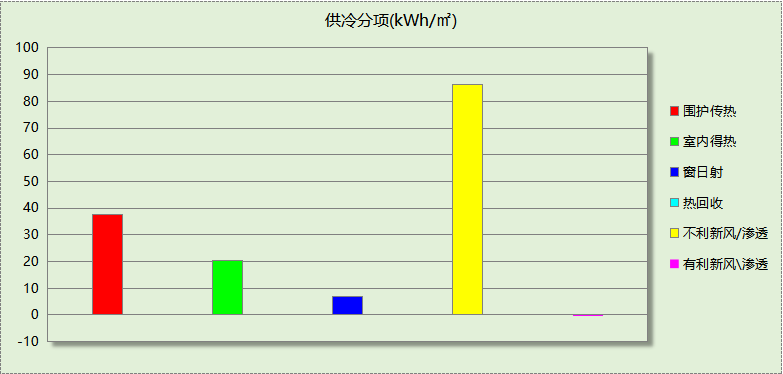 供冷分项(kWh/㎡)
100
90
80
70
60
50
40
30
20
10
0
-10
围护传热
室内得热
窗日射
热回收
不利新风/渗透
有利新风\渗透